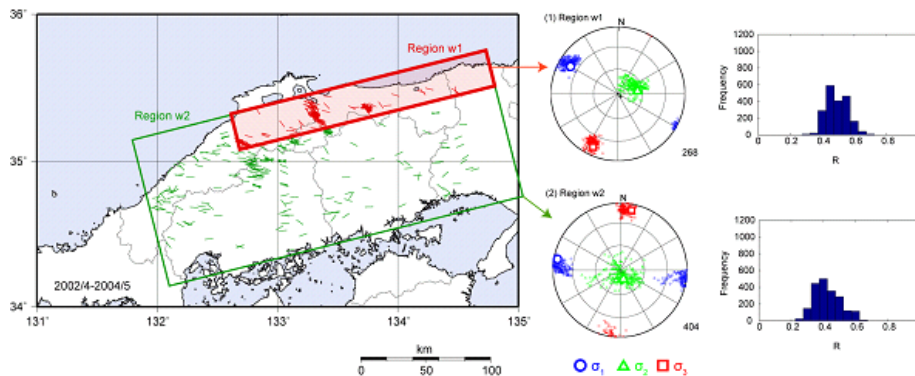 36°
35°
34°
131°
132°
133°
134°
135°
Region w1
Region w2
2002/4-2004/5
km
0 50 100
(1) Region w1
N
268
(2) Region w2
N
404
σ1 σ2 σ3
1200
1000
800
600
400
200
0
Frequency
0 0.2 0.4 0.6 0.8
R
1200
1000
800
600
400
200
0
Frequency
0 0.2 0.4 0.6 0.8
R